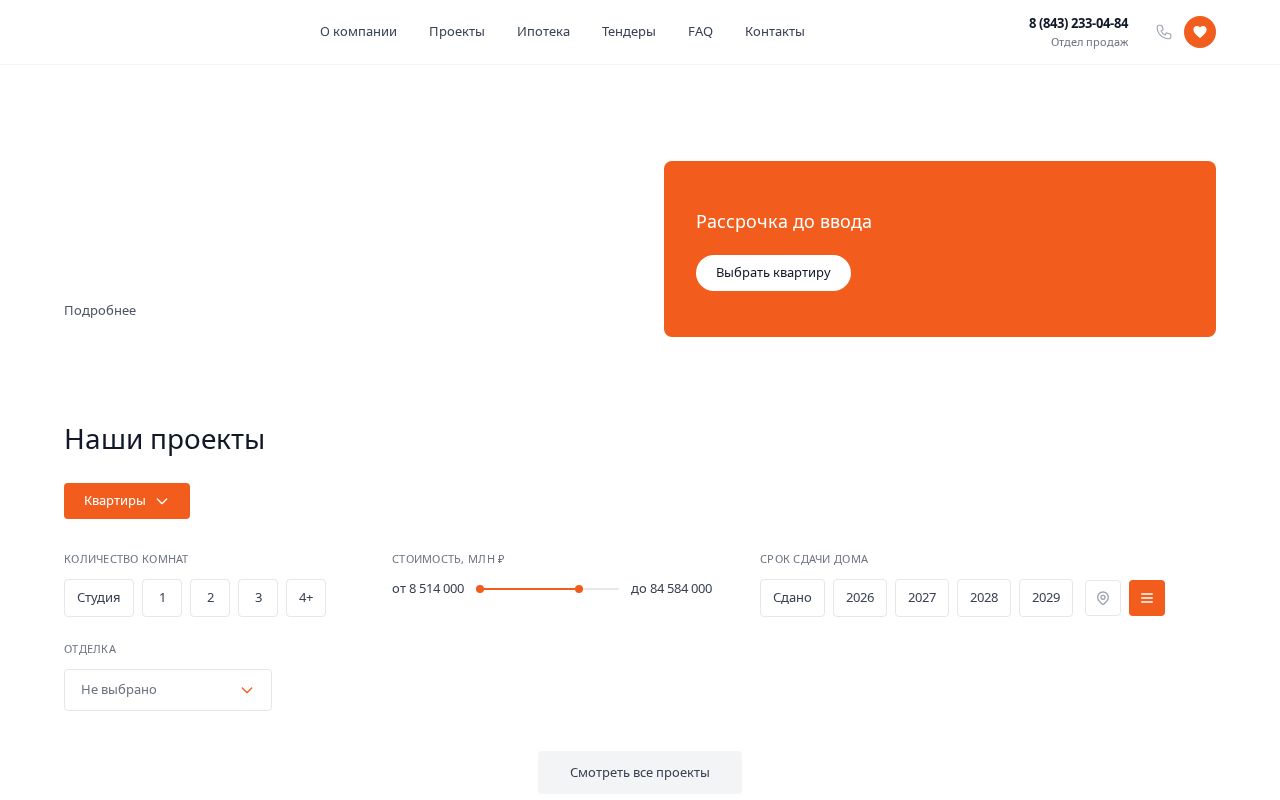 О компании
Проекты
Ипотека
Тендеры
FAQ
Контакты
8 (843) 233-04-84
Отдел продаж
Рассрочка до ввода
Выбрать квартиру
Подробнее
Наши проекты
Квартиры
КОЛИЧЕСТВО КОМНАТ
Студия
1
2
3
4+
СТОИМОСТЬ, МЛН ₽
от 8 514 000
до 84 584 000
СРОК СДАЧИ ДОМА
Сдано
2026
2027
2028
2029
ОТДЕЛКА
Не выбрано
Смотреть все проекты